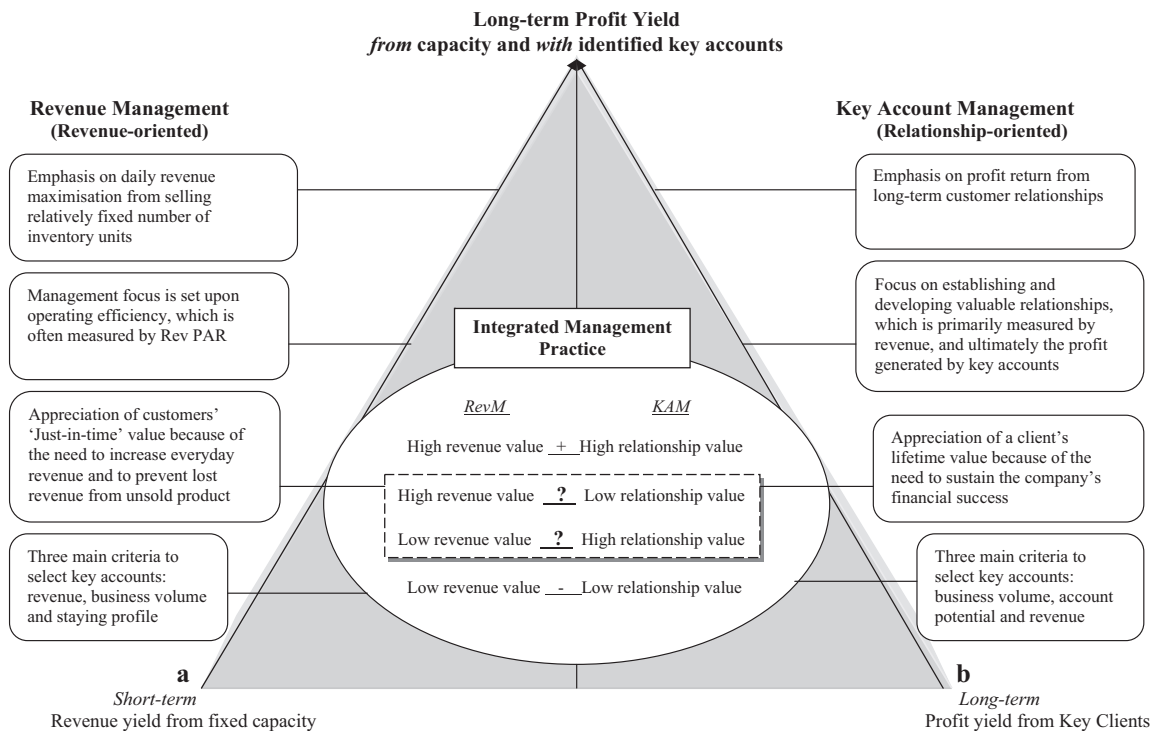 Long-term Profit Yield
from capacity and with identified key accounts
Revenue Management
(Revenue-oriented)
Emphasis on daily revenue
maximisation from selling
relatively fixed number of
inventory units
Management focus is set upon
operating efficiency, which is
often measured by Rev PAR
Appreciation of customers'
‘Just-in-time’ value because of
the need to increase everyday
revenue and to prevent lost
revenue from unsold product
Three main criteria to
select key accounts:
revenue, business volume
and staying profile
Key Account Management
(Relationship-oriented)
Emphasis on profit return from
long-term customer relationships
Focus on establishing and
developing valuable relationships,
which is primarily measured by
revenue, and ultimately the profit
generated by key accounts
Appreciation of a client's
lifetime value because of the
need to sustain the company's
financial success
Three main criteria to
select key accounts:
business volume, account
potential and revenue
Integrated Management
Practice
RevM KAM
High revenue value + High relationship value
High revenue value ? Low relationship value
Low revenue value ? High relationship value
Low revenue value - Low relationship value
a
Short-term
Revenue yield from fixed capacity
b
Long-term
Profit yield from Key Clients